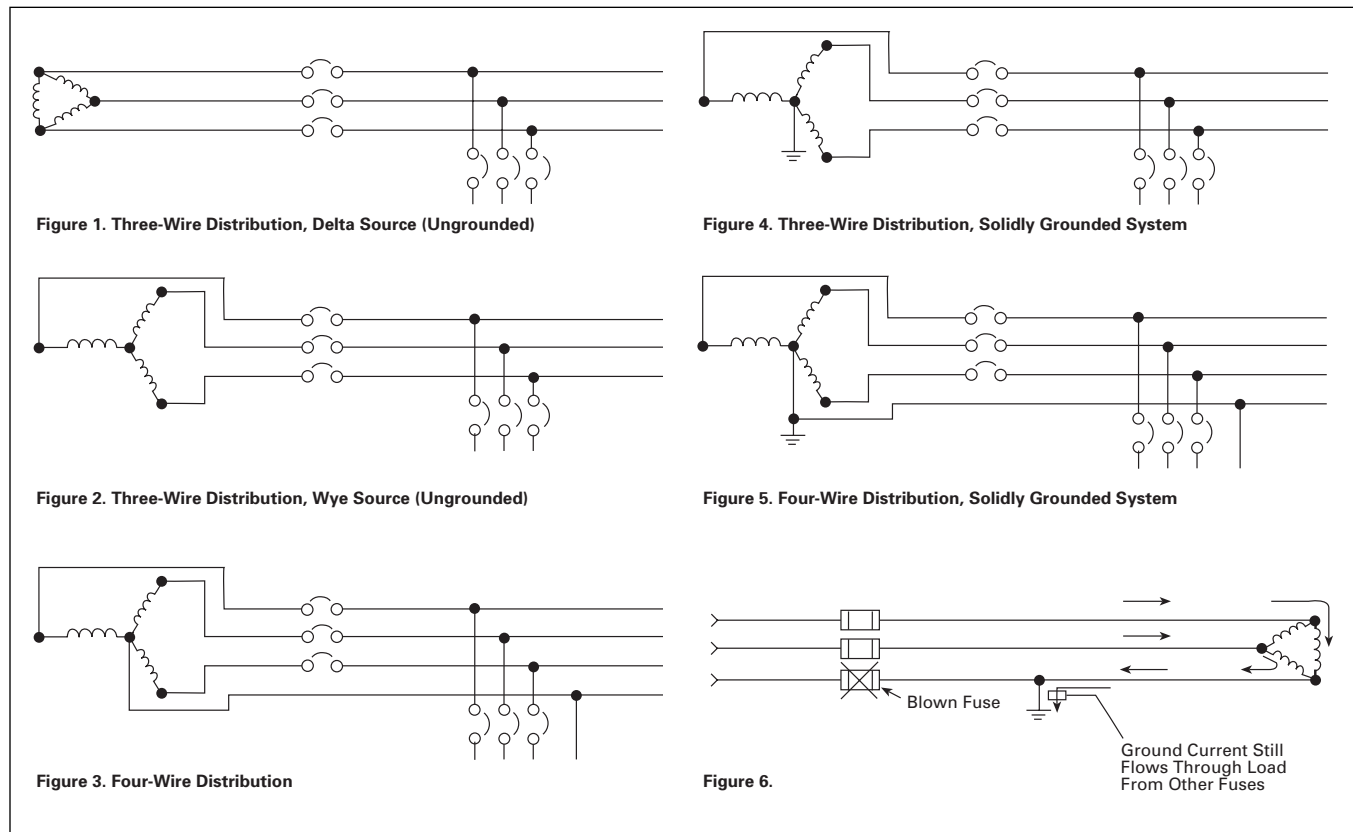 Figure 1. Three-Wire Distribution, Delta Source (Ungrounded)
Figure 2. Three-Wire Distribution, Wye Source (Ungrounded)
Figure 3. Four-Wire Distribution
Figure 4. Three-Wire Distribution, Solidly Grounded System
Figure 5. Four-Wire Distribution, Solidly Grounded System
Blown Fuse
Ground Current Still
Flows Through Load
From Other Fuses
Figure 6.